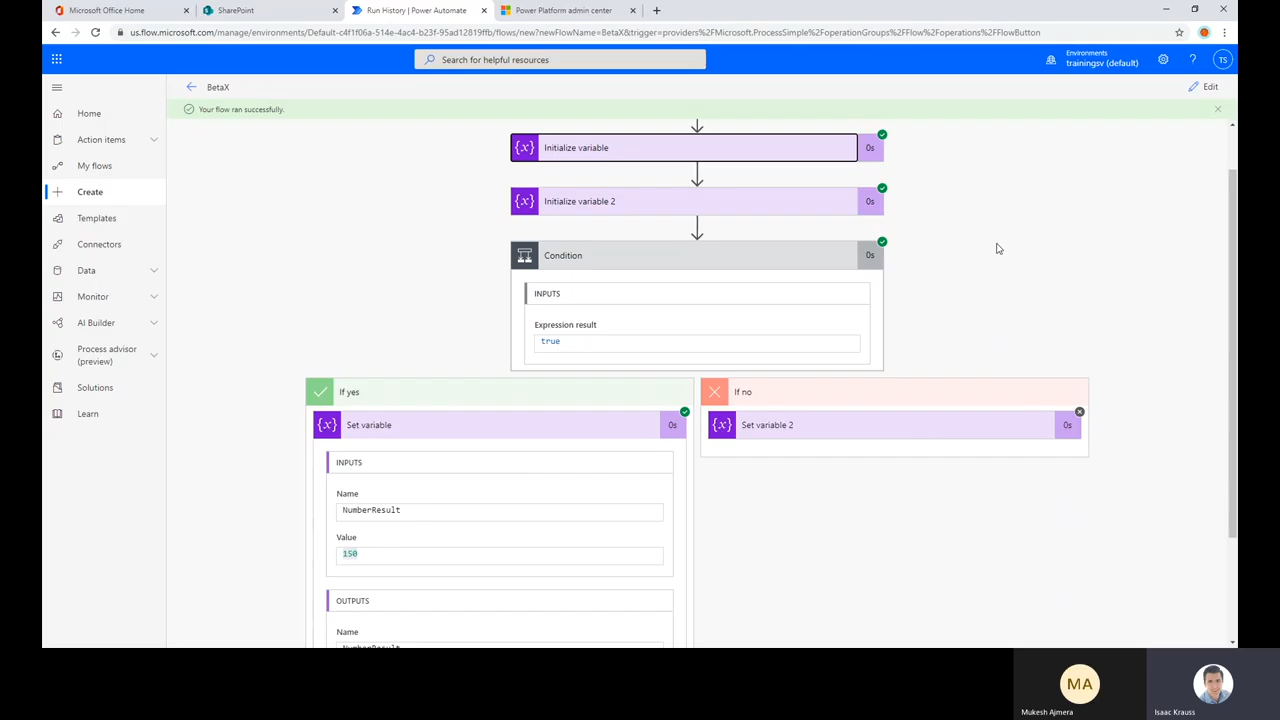 Microsoft Office Home
SharePoint
Run History | Power Automate
Power Platform admin center
us.flow.microsoft.com/manage/environments/Default-c4f1f06a-514e-4ac4-b23f-95ad12819ffb/flows/new?newFlowName=BetaX&trigger=providers%2FMicrosoft.ProcessSimple%2FoperationGroups%2FFlow%2Foperations%2FFlowButton
Search for helpful resources
Environments
trainingsv (default)
TS
BetaX
Edit
Your flow ran successfully.
Home
Action items
My flows
Create
Templates
Connectors
Data
Monitor
AI Builder
Process advisor
(preview)
Solutions
Learn
{x} Initialize variable 0s
{x} Initialize variable 2 0s
Condition 0s
INPUTS
Expression result
true
If yes
{x} Set variable 0s
INPUTS
Name
NumberResult
Value
150
OUTPUTS
Name
NumberResult
If no
{x} Set variable 2 0s
MA
Mukesh Ajmera
Isaac Krauss